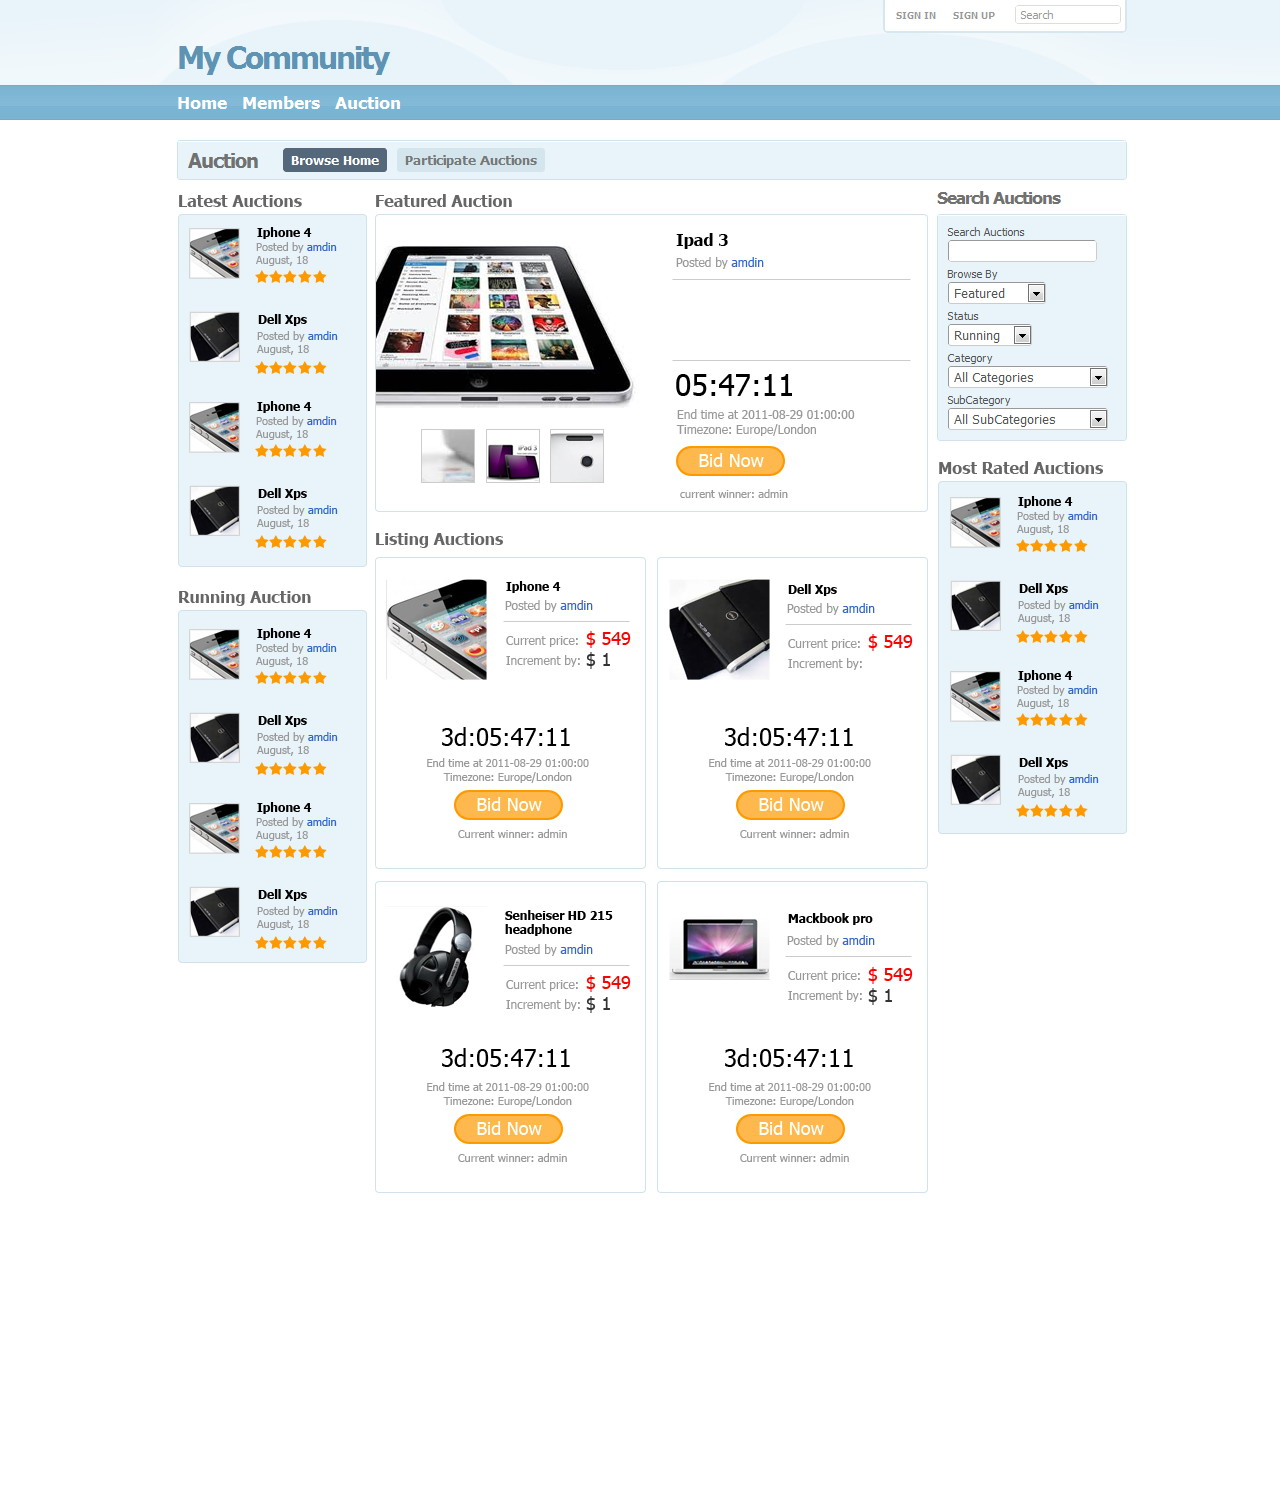 SIGN IN SIGN UP Search
My Community
Home Members Auction
Auction Browse Home Participate Auctions
Latest Auctions
Iphone 4
Posted by amdin
August, 18
Dell Xps
Posted by amdin
August, 18
Iphone 4
Posted by amdin
August, 18
Dell Xps
Posted by amdin
August, 18
Running Auction
Iphone 4
Posted by amdin
August, 18
Dell Xps
Posted by amdin
August, 18
Iphone 4
Posted by amdin
August, 18
Dell Xps
Posted by amdin
August, 18
Featured Auction
Ipad 3
Posted by amdin
05:47:11
End time at 2011-08-29 01:00:00
Timezone: Europe/London
Bid Now
current winner: admin
iPad 3
Listing Auctions
Iphone 4
Posted by amdin
Current price: $ 549
Increment by: $ 1
3d:05:47:11
End time at 2011-08-29 01:00:00
Timezone: Europe/London
Bid Now
Current winner: admin
Dell Xps
Posted by amdin
Current price: $ 549
Increment by:
3d:05:47:11
End time at 2011-08-29 01:00:00
Timezone: Europe/London
Bid Now
Current winner: admin
Senheiser HD 215
headphone
Posted by amdin
Current price: $ 549
Increment by: $ 1
3d:05:47:11
End time at 2011-08-29 01:00:00
Timezone: Europe/London
Bid Now
Current winner: admin
Mackbook pro
Posted by amdin
Current price: $ 549
Increment by: $ 1
3d:05:47:11
End time at 2011-08-29 01:00:00
Timezone: Europe/London
Bid Now
Current winner: admin
Search Auctions
Search Auctions
Browse By
Featured
Status
Running
Category
All Categories
SubCategory
All SubCategories
Most Rated Auctions
Iphone 4
Posted by amdin
August, 18
Dell Xps
Posted by amdin
August, 18
Iphone 4
Posted by amdin
August, 18
Dell Xps
Posted by amdin
August, 18